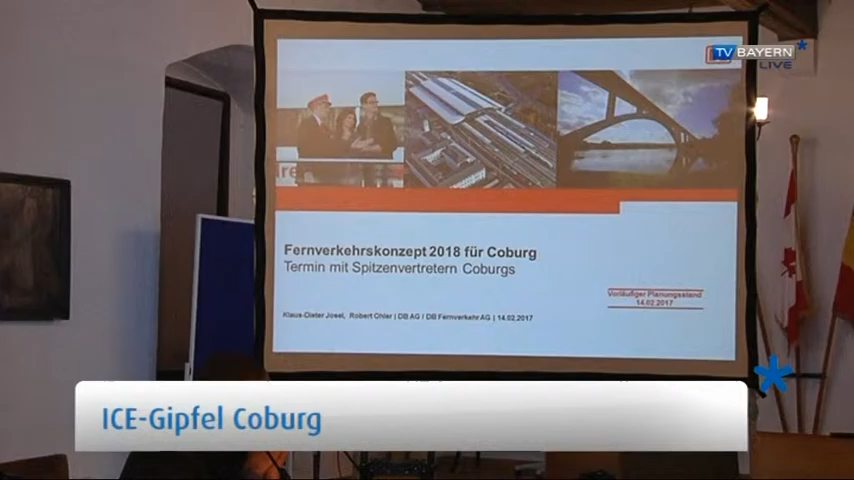 TV BAYERN
LIVE
Fernverkehrskonzept 2018 für Coburg
Termin mit Spitzenvertretern Coburgs
Vorläufiger Planungsstand
14.02.2017
Klaus-Dieter Josel, Robert Ohler | DB AG / DB Fernverkehr AG | 14.02.2017
ICE-Gipfel Coburg